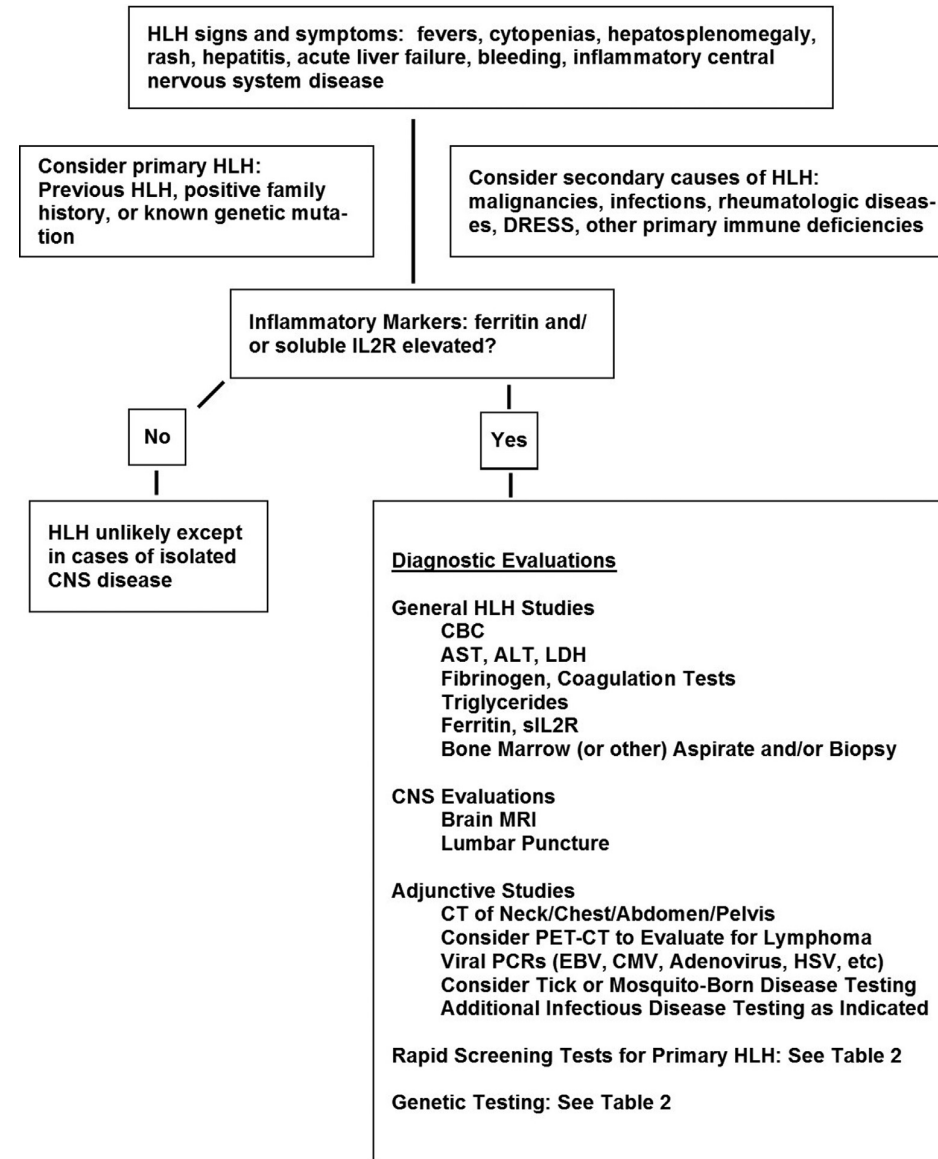 HLH signs and symptoms:  fevers, cytopenias, hepatosplenomegaly,
rash, hepatitis, acute liver failure, bleeding, inflammatory central
nervous system disease
Consider primary HLH:
Previous HLH, positive family
history, or known genetic muta-
tion
Consider secondary causes of HLH:
malignancies, infections, rheumatologic diseas-
es, DRESS, other primary immune deficiencies
Inflammatory Markers: ferritin and/
or soluble IL2R elevated?
No
Yes
HLH unlikely except
in cases of isolated
CNS disease
Diagnostic Evaluations
General HLH Studies
CBC
AST, ALT, LDH
Fibrinogen, Coagulation Tests
Triglycerides
Ferritin, sIL2R
Bone Marrow (or other) Aspirate and/or Biopsy
CNS Evaluations
Brain MRI
Lumbar Puncture
Adjunctive Studies
CT of Neck/Chest/Abdomen/Pelvis
Consider PET-CT to Evaluate for Lymphoma
Viral PCRs (EBV, CMV, Adenovirus, HSV, etc)
Consider Tick or Mosquito-Born Disease Testing
Additional Infectious Disease Testing as Indicated
Rapid Screening Tests for Primary HLH: See Table 2
Genetic Testing: See Table 2